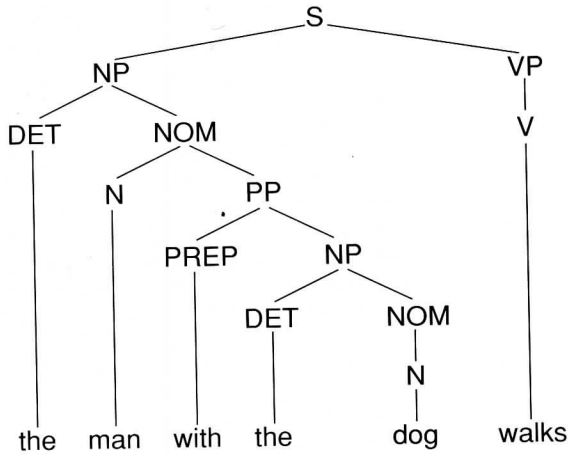 S
NP VP
DET NOM V
N PP
PREP NP
DET NOM
N
the man with the dog walks